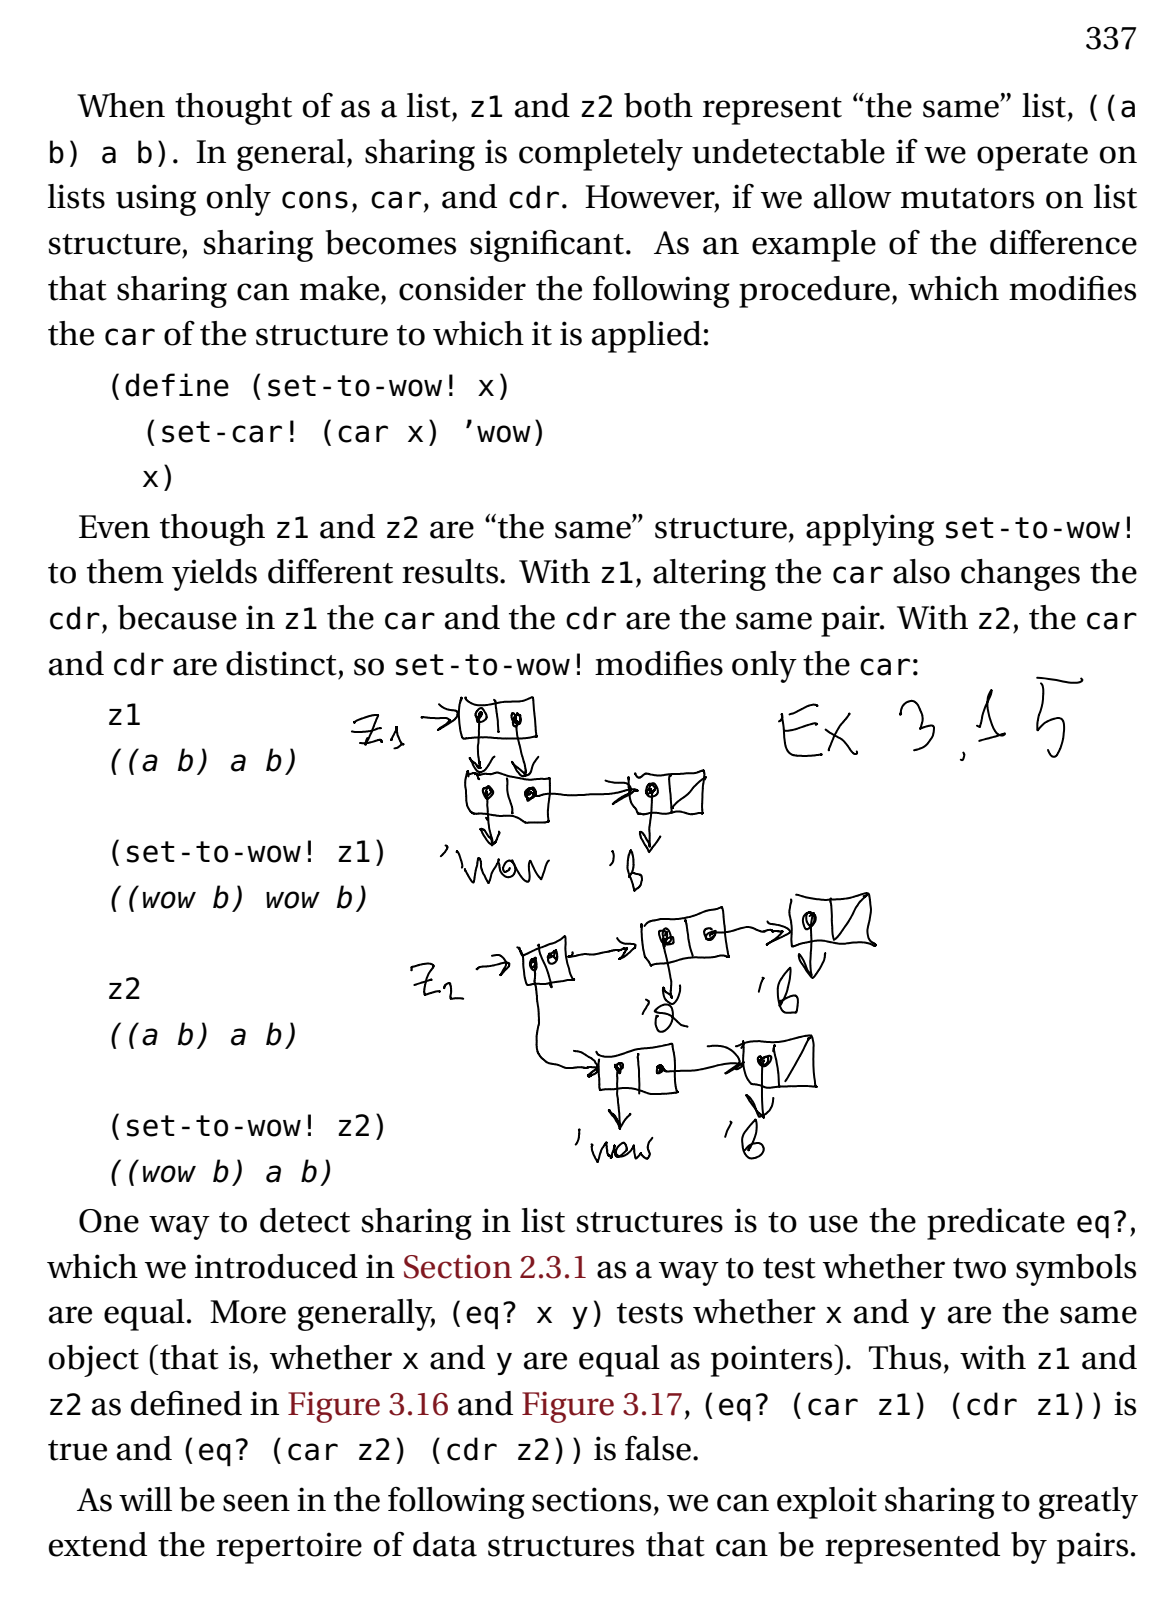 337
When thought of as a list, z1 and z2 both represent “the same” list, ((a
b) a b). In general, sharing is completely undetectable if we operate on
lists using only cons, car, and cdr. However, if we allow mutators on list
structure, sharing becomes significant. As an example of the difference
that sharing can make, consider the following procedure, which modifies
the car of the structure to which it is applied:
(define (set-to-wow! x)
(set-car! (car x) ’wow)
x)
Even though z1 and z2 are “the same” structure, applying set-to-wow!
to them yields different results. With z1, altering the car also changes the
cdr, because in z1 the car and the cdr are the same pair. With z2, the car
and cdr are distinct, so set-to-wow! modifies only the car:
z1
z1
Ex 3.15
((a b) a b)
(set-to-wow! z1)
'wow 'b
((wow b) wow b)
z2
z2
'a 'b
((a b) a b)
(set-to-wow! z2)
'wow 'b
((wow b) a b)
One way to detect sharing in list structures is to use the predicate eq?,
which we introduced in Section 2.3.1 as a way to test whether two symbols
are equal. More generally, (eq? x y) tests whether x and y are the same
object (that is, whether x and y are equal as pointers). Thus, with z1 and
z2 as defined in Figure 3.16 and Figure 3.17, (eq? (car z1) (cdr z1)) is
true and (eq? (car z2) (cdr z2)) is false.
As will be seen in the following sections, we can exploit sharing to greatly
extend the repertoire of data structures that can be represented by pairs.